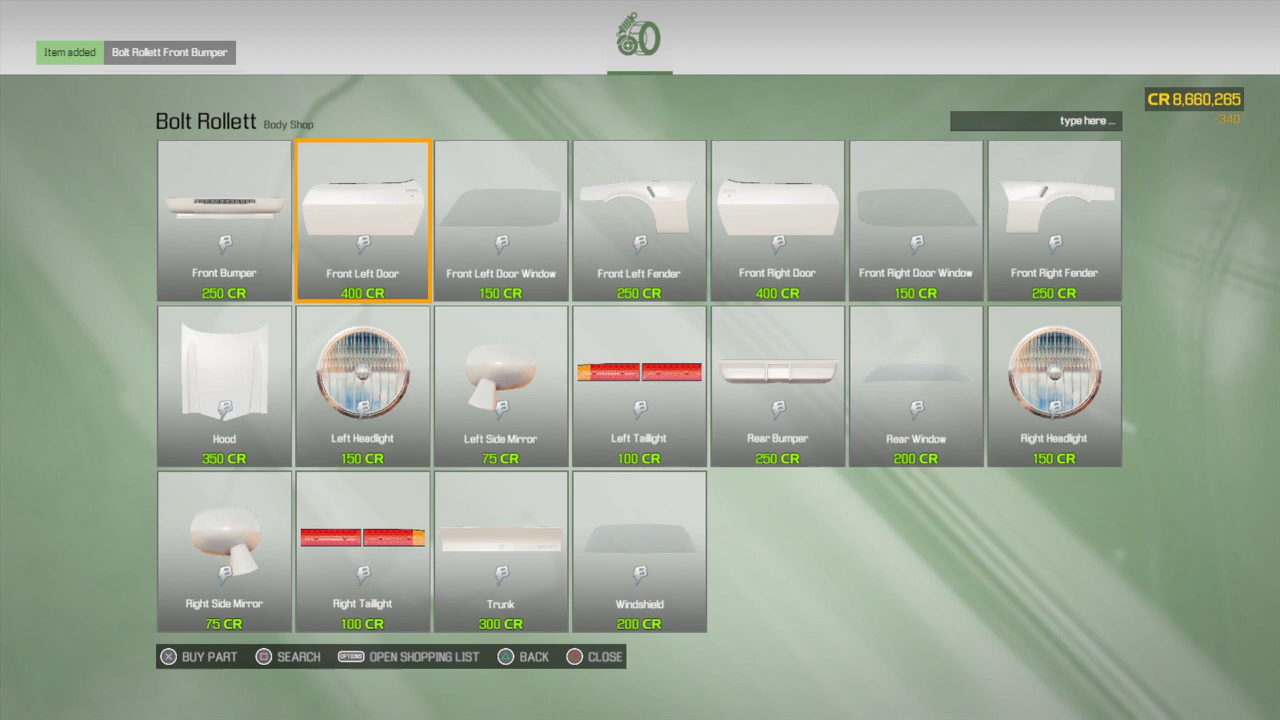 Item added Bolt Rollett Front Bumper
CR 8,660,265
-340
Bolt Rollett Body Shop
type here ...
Front Bumper
250 CR
Front Left Door
400 CR
Front Left Door Window
150 CR
Front Left Fender
250 CR
Front Right Door
400 CR
Front Right Door Window
150 CR
Front Right Fender
250 CR
Hood
350 CR
Left Headlight
150 CR
Left Side Mirror
75 CR
Left Taillight
100 CR
Rear Bumper
250 CR
Rear Window
200 CR
Right Headlight
150 CR
Right Side Mirror
75 CR
Right Taillight
100 CR
Trunk
300 CR
Windshield
200 CR
BUY PART SEARCH OPTIONS OPEN SHOPPING LIST BACK CLOSE